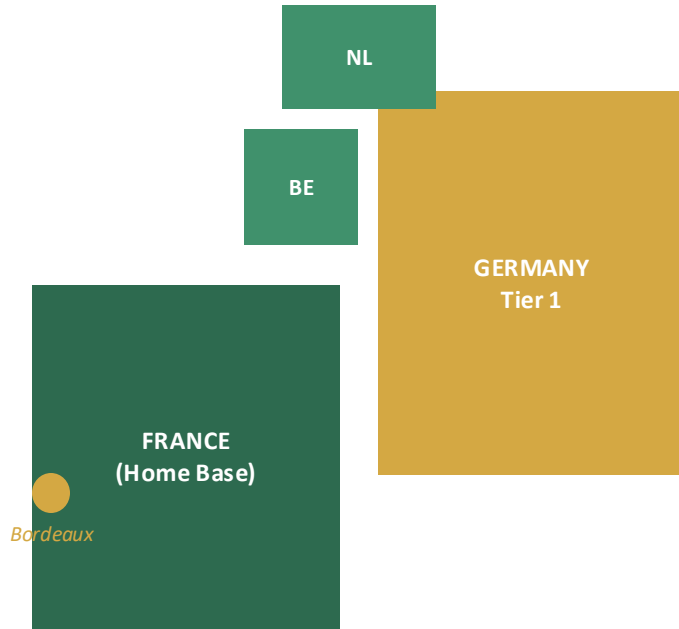 NL
BE
GERMANY
Tier 1
FRANCE
(Home Base)
Bordeaux